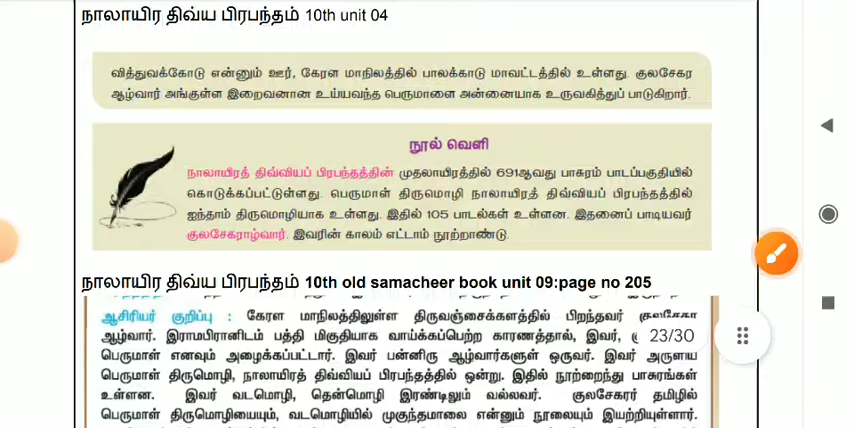 நாலாயிர திவ்ய பிரபந்தம் 10th unit 04
வித்துவக்கோடு என்னும் ஊர், கேரள மாநிலத்தில் பாலக்காடு மாவட்டத்தில் உள்ளது. குலசேகர
ஆழ்வார் அங்குள்ள இறைவனான உய்யவந்த பெருமாளை அன்னையாக உருவகித்துப் பாடுகிறார்.
நூல் வெளி
நாலாயிரத் திவ்வியப் பிரபந்தத்தின் முதலாயிரத்தில் 691ஆவது பாசுரம் பாடப்பகுதியில்
கொடுக்கப்பட்டுள்ளது. பெருமாள் திருமொழி நாலாயிரத் திவ்வியப் பிரபந்தத்தில்
ஐந்தாம் திருமொழியாக உள்ளது. இதில் 105 பாடல்கள் உள்ளன. இதனைப் பாடியவர்
குலசேகராழ்வார். இவரின் காலம் எட்டாம் நூற்றாண்டு.
நாலாயிர திவ்ய பிரபந்தம் 10th old samacheer book unit 09:page no 205
ஆசிரியர் குறிப்பு : கேரள மாநிலத்திலுள்ள திருவஞ்சைக்களத்தில் பிறந்தவர் குலசேகர
ஆழ்வார். இராமபிரானிடம் பத்தி மிகுதியாக வாய்க்கப்பெற்ற காரணத்தால், இவர், 23/30
பெருமாள் எனவும் அழைக்கப்பட்டார். இவர் பன்னிரு ஆழ்வார்களுள் ஒருவர். இவர் அருளிய
பெருமாள் திருமொழி, நாலாயிரத் திவ்வியப் பிரபந்தத்தில் ஒன்று. இதில் நூற்றைந்து பாசுரங்கள்
உள்ளன. இவர் வடமொழி, தென்மொழி இரண்டிலும் வல்லவர். குலசேகரர் தமிழில்
பெருமாள் திருமொழியையும், வடமொழியில் முகுந்தமாலை என்னும் நூலையும் இயற்றியுள்ளார்.